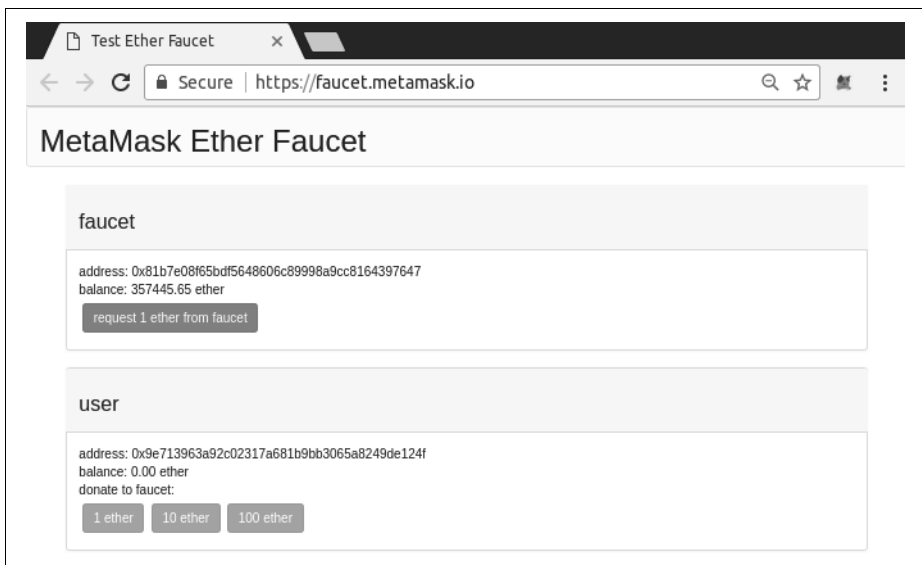 Test Ether Faucet
Secure | https://faucet.metamask.io
MetaMask Ether Faucet
faucet
address: 0x81b7e08f65bdf5648606c89998a9cc8164397647
balance: 357445.65 ether
request 1 ether from faucet
user
address: 0x9e713963a92c02317a681b9bb3065a8249de124f
balance: 0.00 ether
donate to faucet:
1 ether 10 ether 100 ether